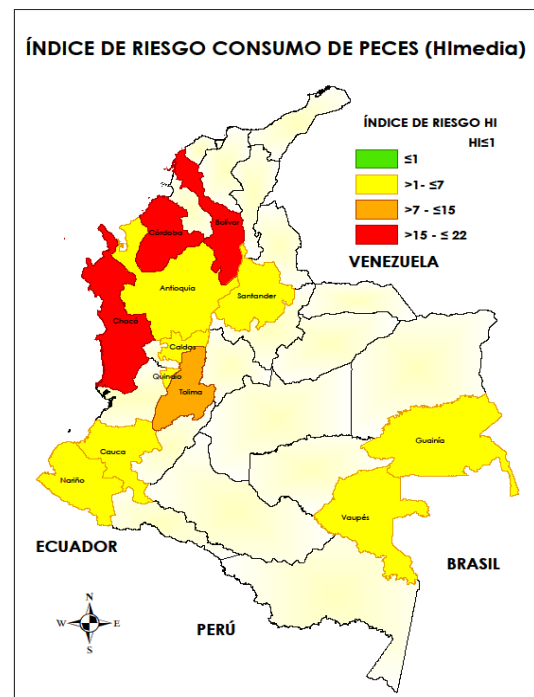 ÍNDICE DE RIESGO CONSUMO DE PECES (HImedia)
ÍNDICE DE RIESGO HI
HI≤1
≤1
>1- ≤7
>7 - ≤15
>15 - ≤ 22
VENEZUELA
Bolívar
Córdoba
Antioquia
Santander
Chocó
Caldas
Quindío
Tolima
Cauca
Nariño
Guainía
Vaupés
ECUADOR
BRASIL
PERÚ
N
W
E
S